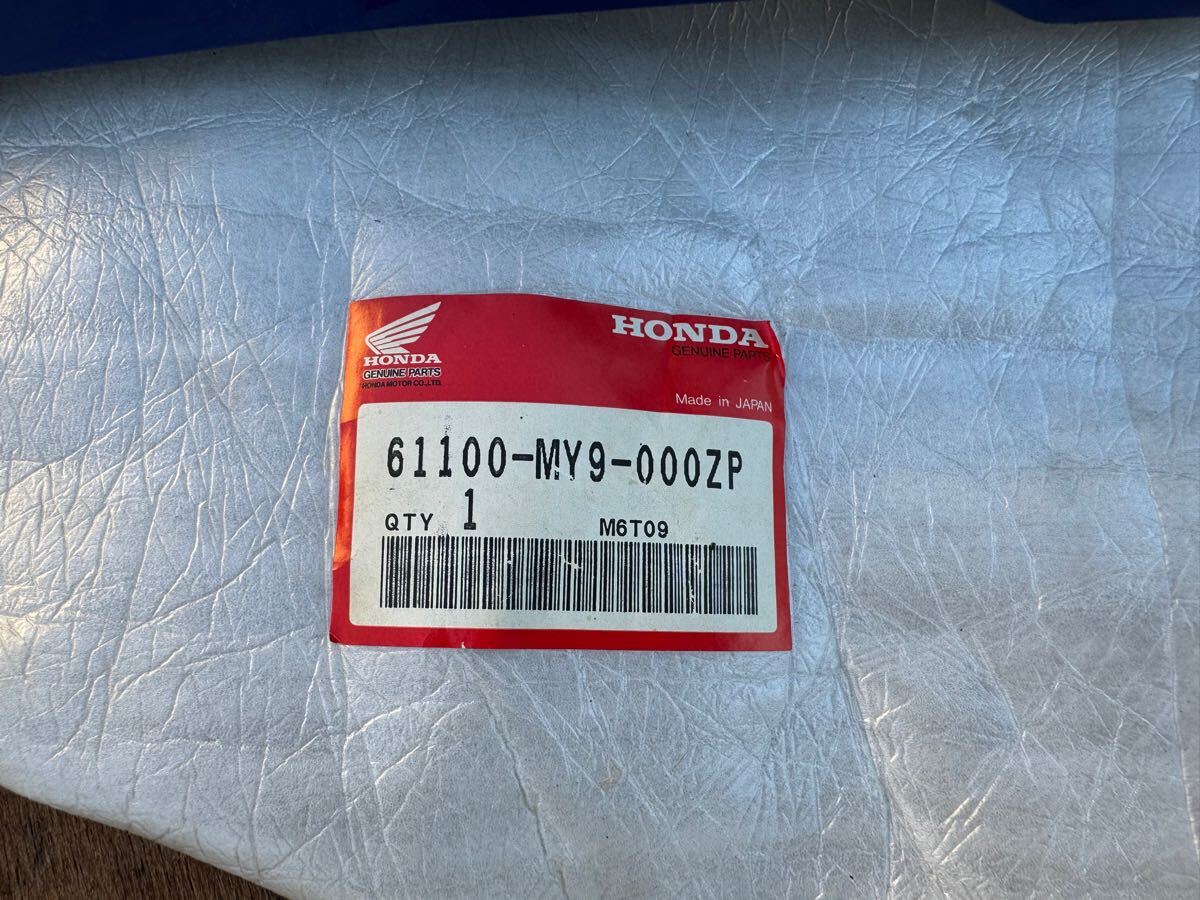 HONDA
GENUINE PARTS
HONDA MOTOR CO.,LTD.
HONDA
GENUINE PARTS
Made in JAPAN
61100-MY9-000ZP
QTY 1 M6T09